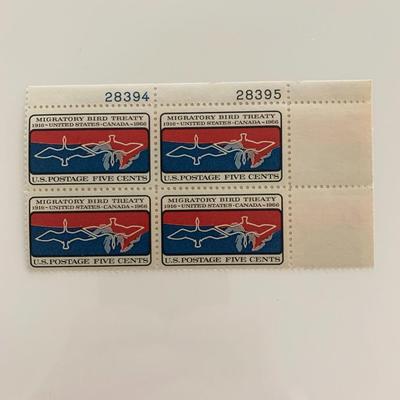 28394 28395
MIGRATORY BIRD TREATY MIGRATORY BIRD TREATY
1916-UNITED STATES-CANADA-1966 1916-UNITED STATES-CANADA-1966
U.S. POSTAGE FIVE CENTS U.S. POSTAGE FIVE CENTS
MIGRATORY BIRD TREATY MIGRATORY BIRD TREATY
1916-UNITED STATES-CANADA-1966 1916-UNITED STATES-CANADA-1966
U.S. POSTAGE FIVE CENTS U.S. POSTAGE FIVE CENTS